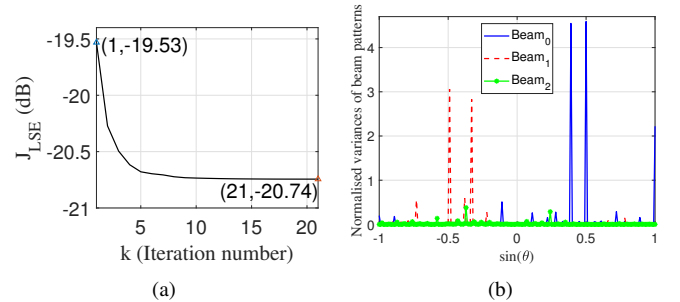 -19.5
-20
-20.5
-21
J_LSE (dB)
(1,-19.53)
(21,-20.74)
5 10 15 20
k (Iteration number)
(a)
Normalised variances of beam patterns
4
3
2
1
0
Beam_0
Beam_1
Beam_2
-1 -0.5 0 0.5 1
sin(θ)
(b)